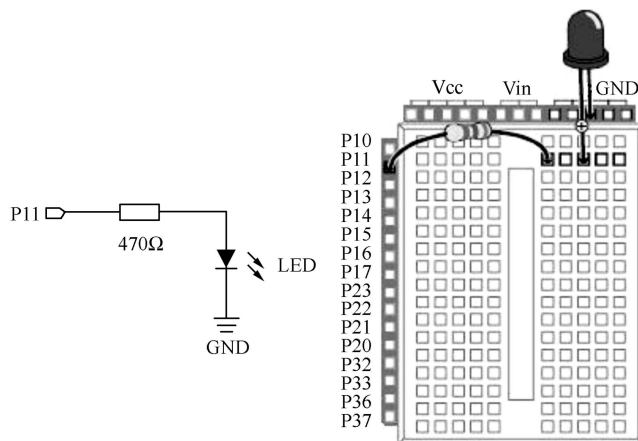 P11
470Ω
LED
GND
Vcc Vin GND
P10
P11
P12
P13
P14
P15
P16
P17
P23
P22
P21
P20
P32
P33
P36
P37
+